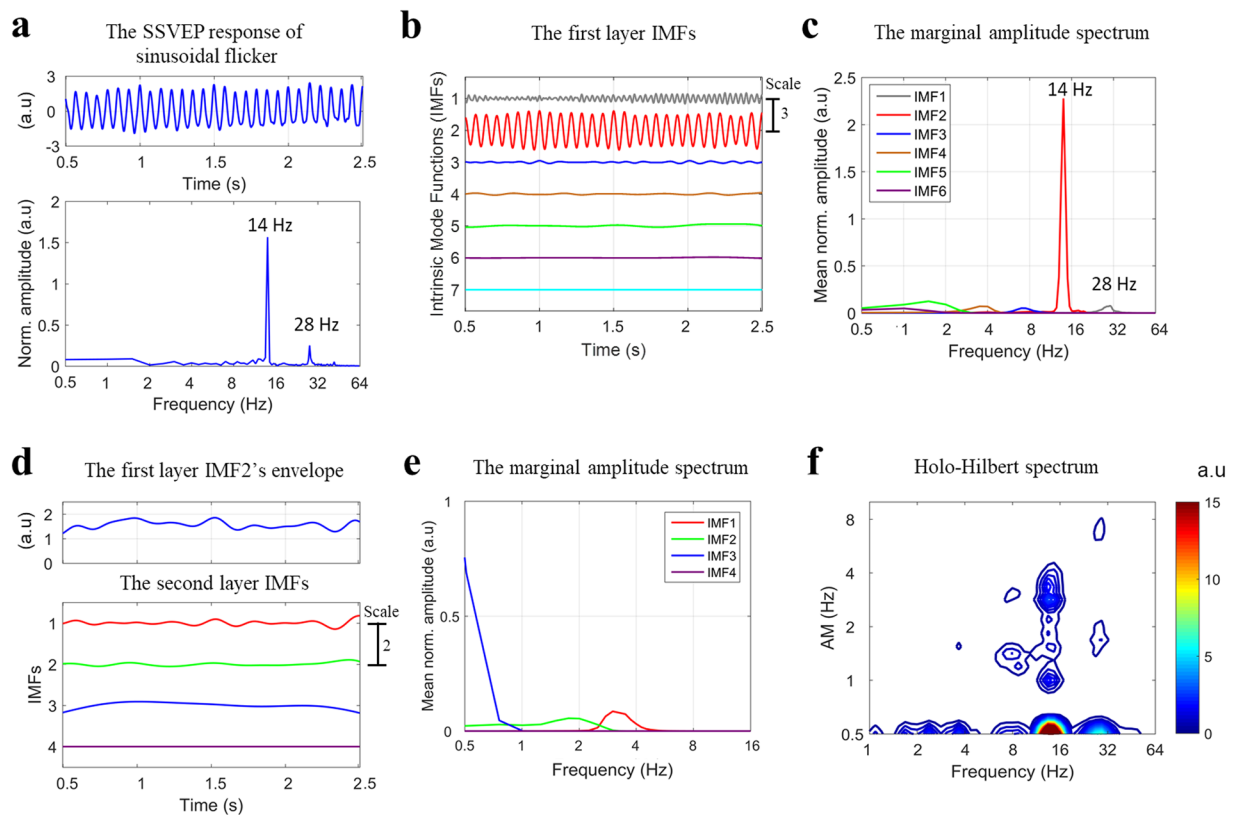 a
The SSVEP response of
sinusoidal flicker
(a.u)
3
0
-3
0.5 1 1.5 2 2.5
Time (s)
Norm. amplitude (a.u)
2
1.5
1
0.5
0
14 Hz
28 Hz
0.5 1 2 4 8 16 32 64
Frequency (Hz)
b
The first layer IMFs
Intrinsic Mode Functions (IMFs)
1
2
3
4
5
6
7
Scale
3
0.5 1 1.5 2 2.5
Time (s)
c
The marginal amplitude spectrum
Mean norm. amplitude (a.u)
2.5
2
1.5
1
0.5
0
IMF1
IMF2
IMF3
IMF4
IMF5
IMF6
14 Hz
28 Hz
0.5 1 2 4 8 16 32 64
Frequency (Hz)
d
The first layer IMF2's envelope
(a.u)
2
1
0
The second layer IMFs
IMFs
1
2
3
4
Scale
2
0.5 1 1.5 2 2.5
Time (s)
e
The marginal amplitude spectrum
Mean norm. amplitude (a.u)
1
0.5
0
IMF1
IMF2
IMF3
IMF4
0.5 1 2 4 8 16
Frequency (Hz)
f
Holo-Hilbert spectrum
a.u
AM (Hz)
8
4
2
1
0.5
1 2 4 8 16 32 64
Frequency (Hz)
15
10
5
0